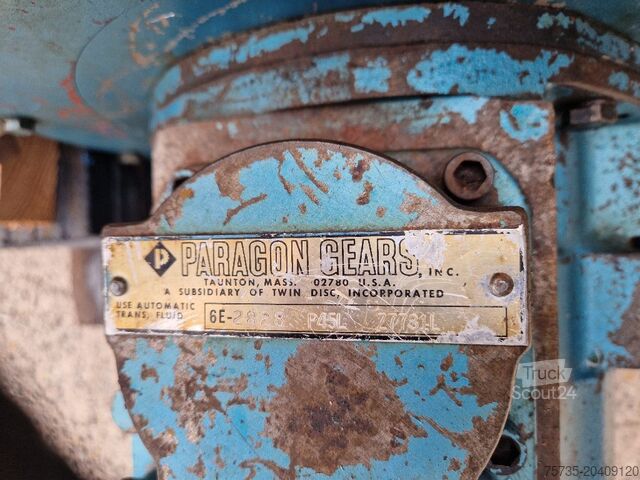 P PARAGON GEARS, INC.
TAUNTON, MASS. 02780 U.S.A.
A SUBSIDIARY OF TWIN DISC, INCORPORATED
USE AUTOMATIC
TRANS. FLUID
P45L
Truck
Scout24
75735-20409120